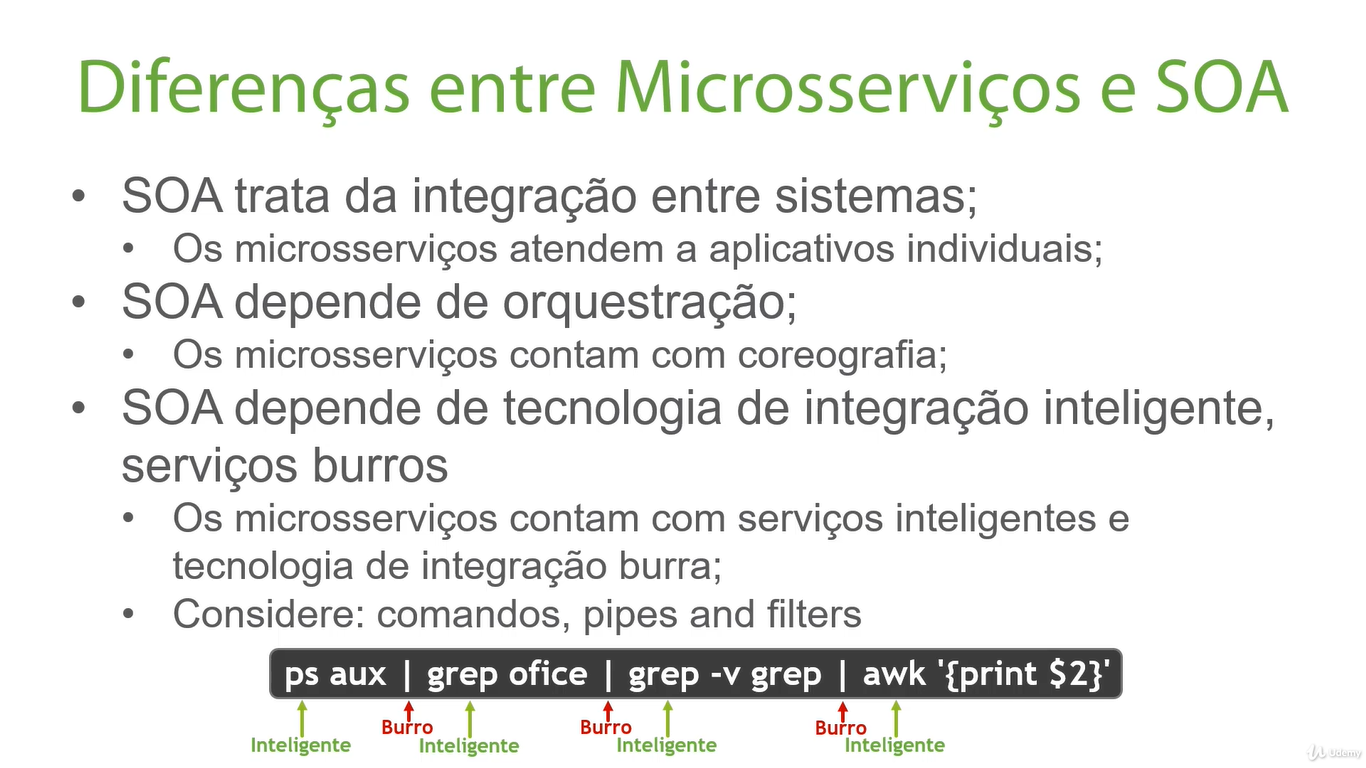 Diferenças entre Microsserviços e SOA
• SOA trata da integração entre sistemas;
• Os microsserviços atendem a aplicativos individuais;
• SOA depende de orquestração;
• Os microsserviços contam com coreografia;
• SOA depende de tecnologia de integração inteligente,
serviços burros
• Os microsserviços contam com serviços inteligentes e
tecnologia de integração burra;
• Considere: comandos, pipes and filters
ps aux | grep ofice | grep -v grep | awk '{print $2}'
Burro Burro Burro
Inteligente Inteligente Inteligente Inteligente
Udemy